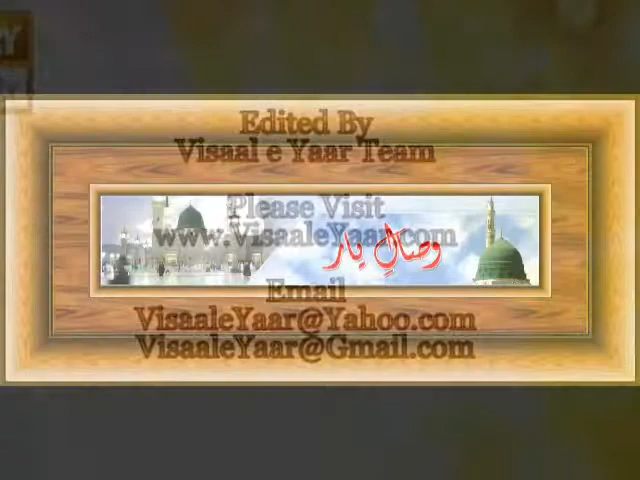 Edited By
Visaal e Yaar Team
Please Visit
www.VisaaleYaar.com
وصالِ یار
Email
VisaaleYaar@Yahoo.com
VisaaleYaar@Gmail.com